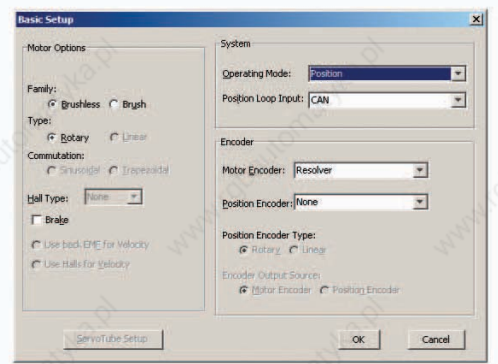 Basic Setup
Motor Options
Family:
Brushless Brush
Type:
Rotary Linear
Commutation:
Sinusoidal Trapezoidal
Hall Type: None
Brake
Use back EMF for Velocity
Use Halls for Velocity
ServoTube Setup
System
Operating Mode: Position
Position Loop Input: CAN
Encoder
Motor Encoder: Resolver
Position Encoder: None
Position Encoder Type:
Rotary Linear
Encoder Output Source:
Motor Encoder Position Encoder
OK Cancel